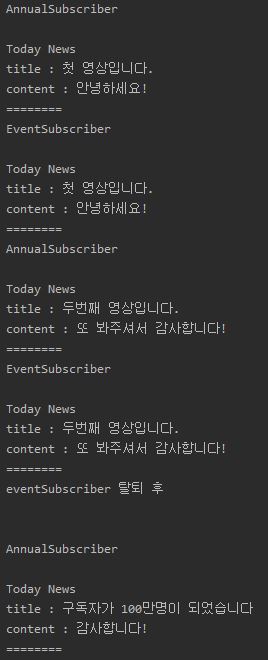 AnnualSubscriber
Today News
title : 첫 영상입니다.
content : 안녕하세요!
========
EventSubscriber
Today News
title : 첫 영상입니다.
content : 안녕하세요!
========
AnnualSubscriber
Today News
title : 두번째 영상입니다.
content : 또 봐주셔서 감사합니다!
========
EventSubscriber
Today News
title : 두번째 영상입니다.
content : 또 봐주셔서 감사합니다!
========
eventSubscriber 탈퇴 후
AnnualSubscriber
Today News
title : 구독자가 100만명이 되었습니다
content : 감사합니다!
========